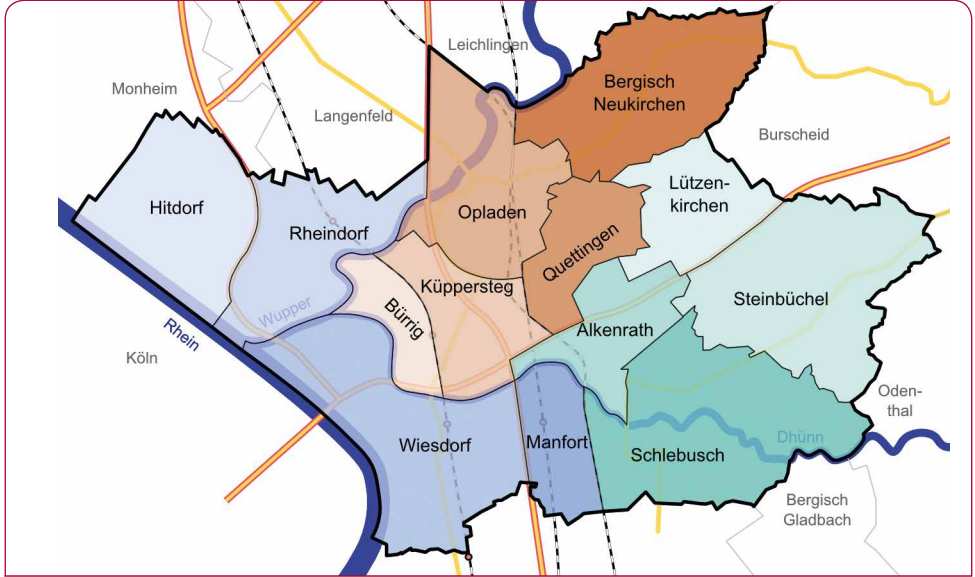 Leichlingen
Monheim
Langenfeld
Bergisch
Neukirchen
Burscheid
Hitdorf
Rheindorf
Opladen
Lützen-
kirchen
Quettingen
Küppersteg
Bürrig
Wupper
Rhein
Köln
Alkenrath
Steinbüchel
Oden-
thal
Wiesdorf
Manfort
Schlebusch
Dhünn
Bergisch
Gladbach